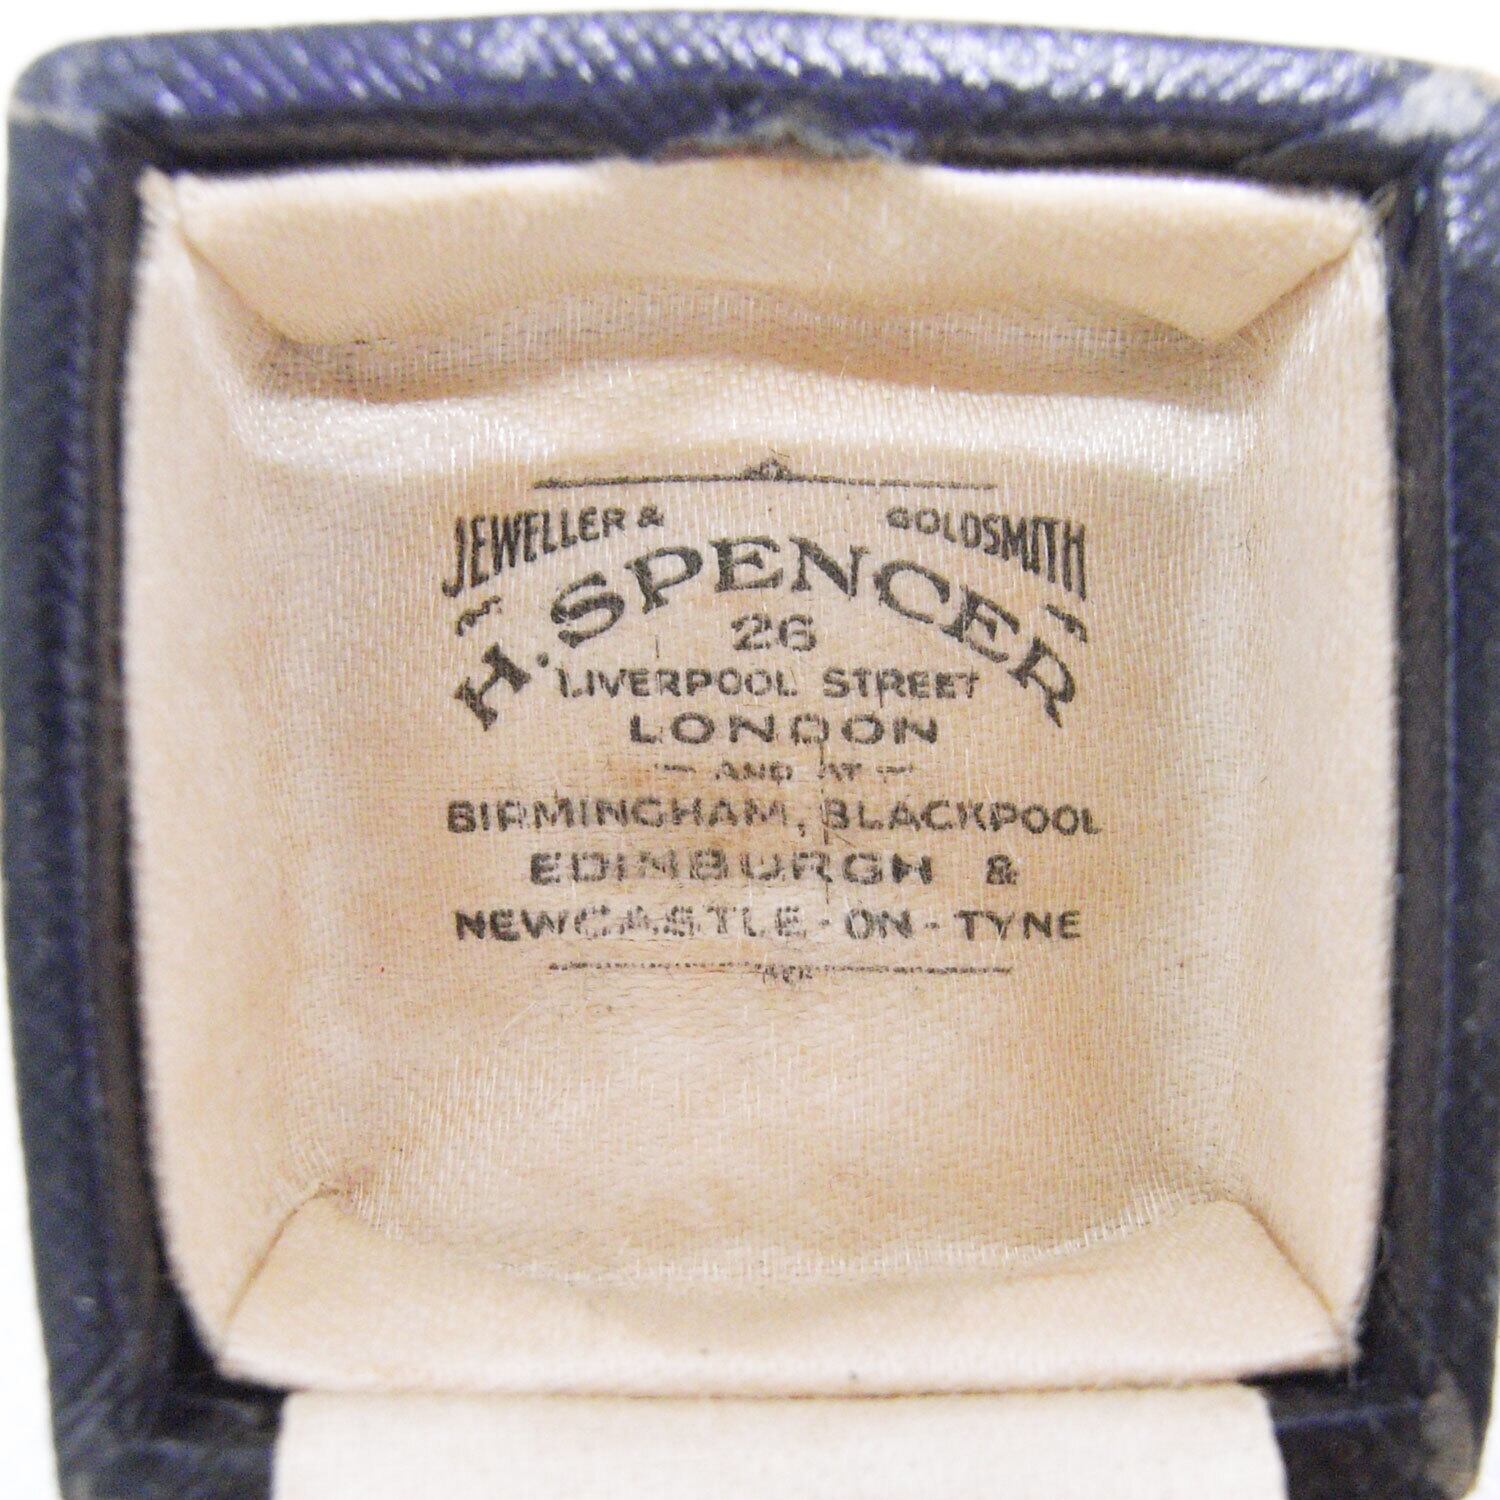 JEWELLER & GOLDSMITH
H. SPENCER
26
LIVERPOOL STREET
LONDON
— AND AT —
BIRMINGHAM, BLACKPOOL
EDINBURGH &
NEWCASTLE-ON-TYNE